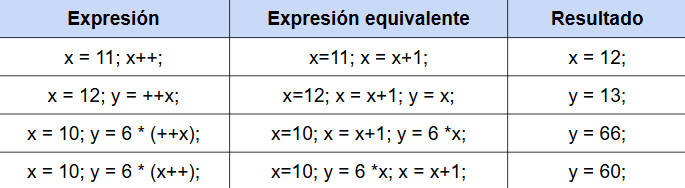 Expresión Expresión equivalente Resultado
x = 11; x++; x=11; x = x+1; x = 12;
x = 12; y = ++x; x=12; x = x+1; y = x; y = 13;
x = 10; y = 6 * (++x); x=10; x = x+1; y = 6 *x; y = 66;
x = 10; y = 6 * (x++); x=10; y = 6 *x; x = x+1; y = 60;